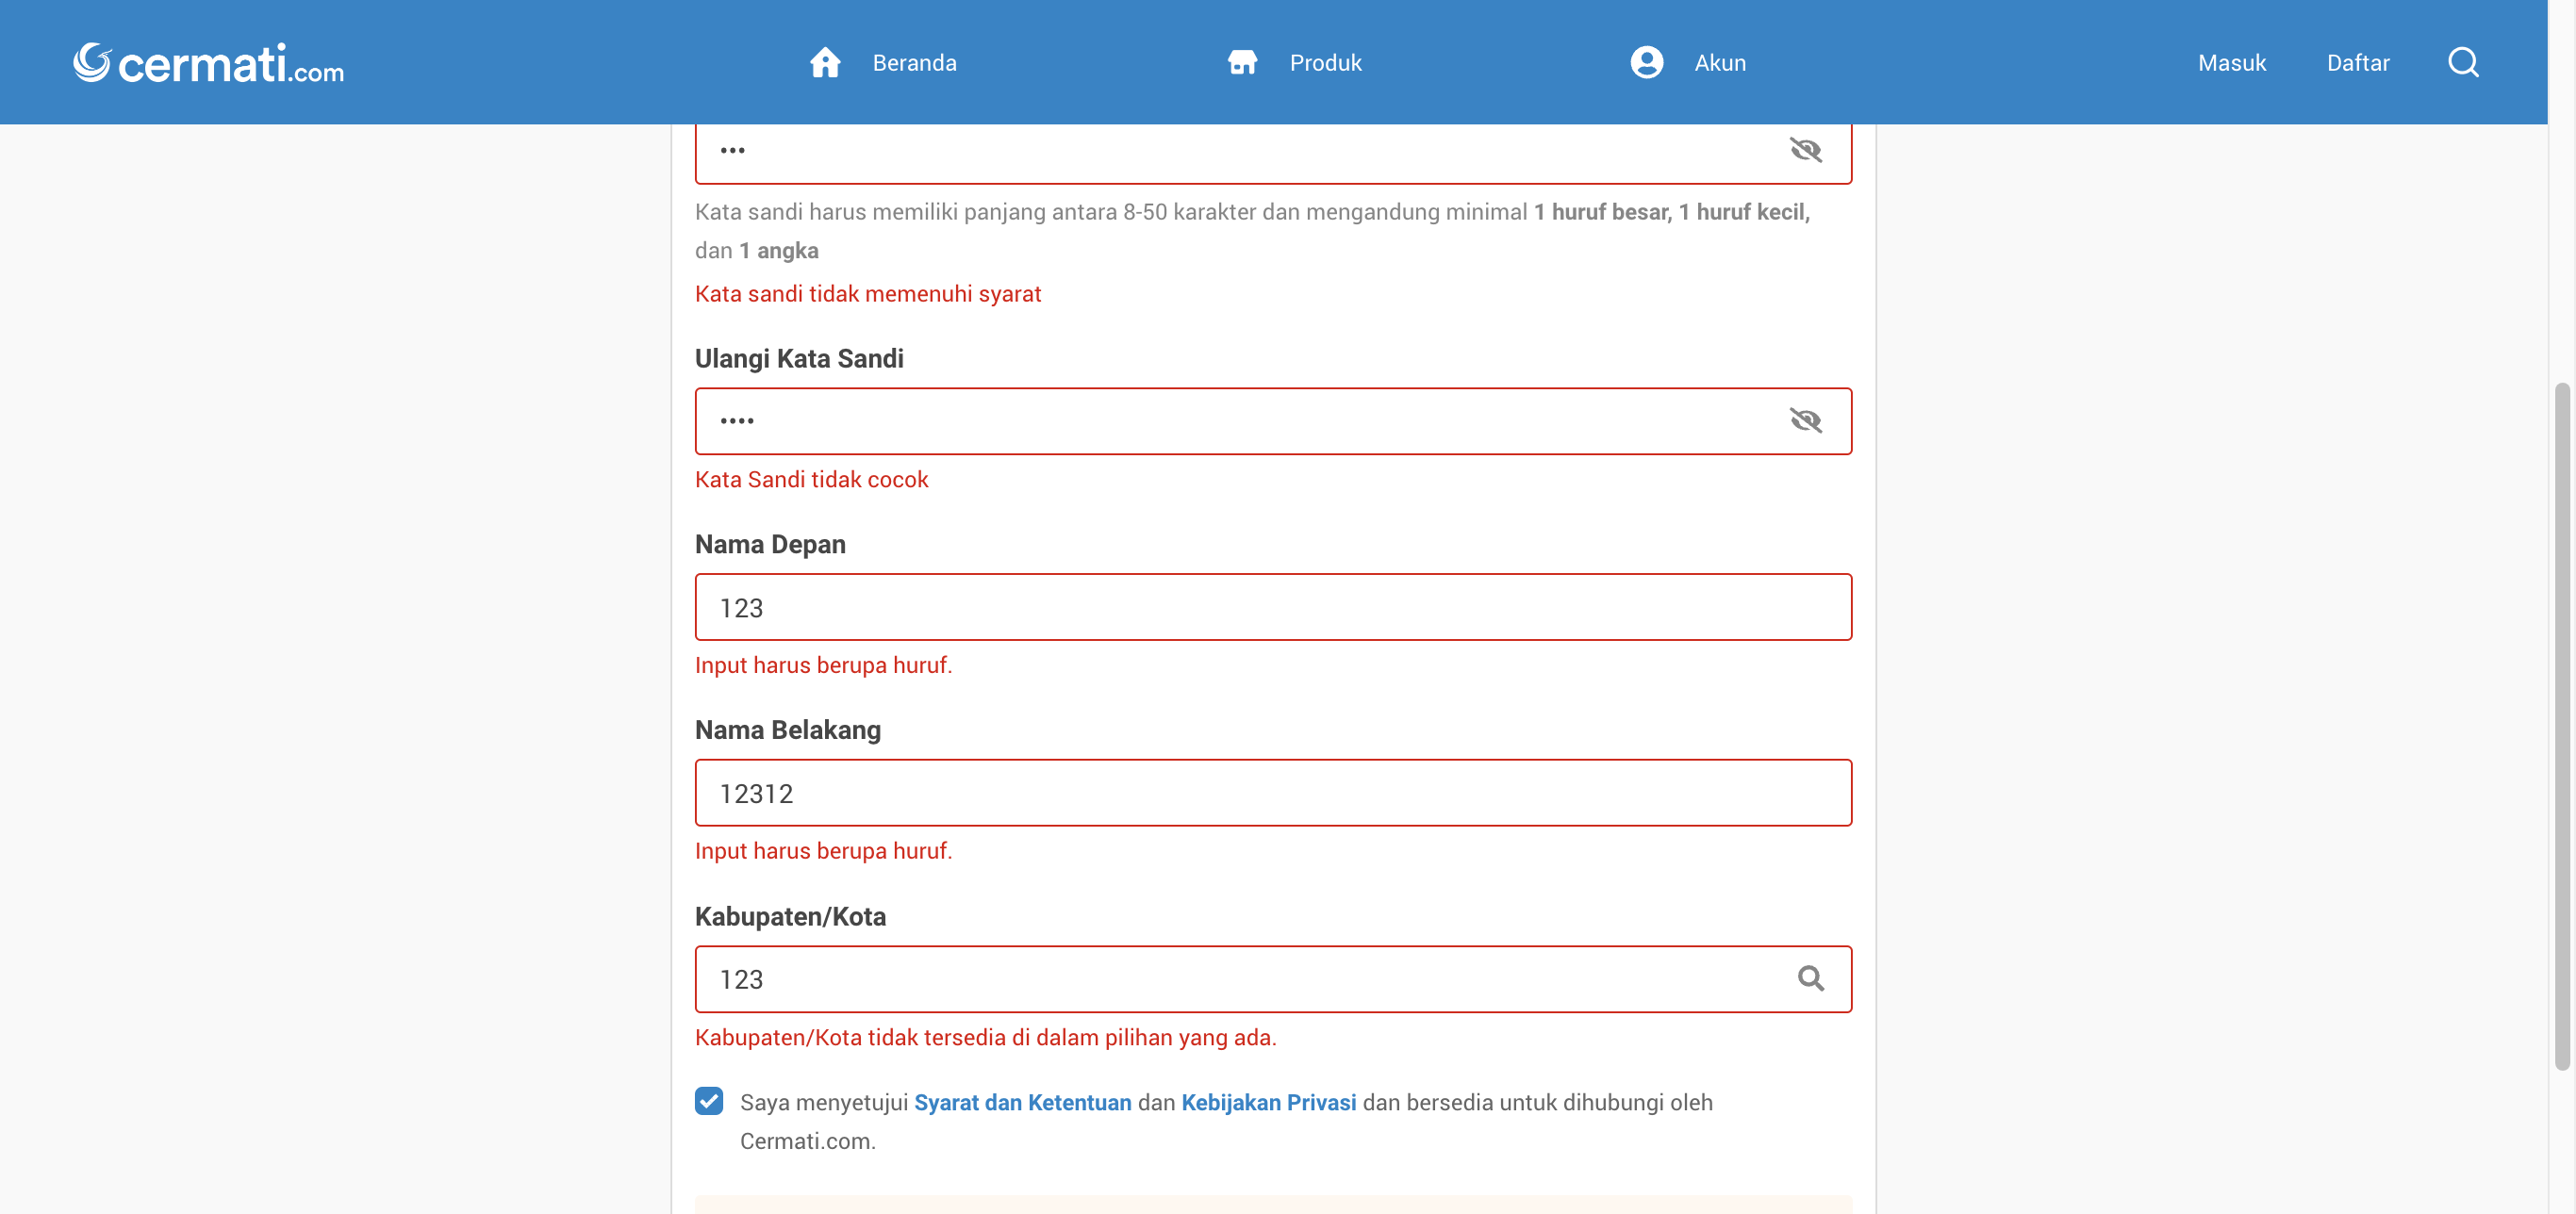 cermati.com
Beranda
Produk
Akun
Masuk
Daftar
•••
Kata sandi harus memiliki panjang antara 8-50 karakter dan mengandung minimal 1 huruf besar, 1 huruf kecil,
dan 1 angka
Kata sandi tidak memenuhi syarat
Ulangi Kata Sandi
••••
Kata Sandi tidak cocok
Nama Depan
123
Input harus berupa huruf.
Nama Belakang
12312
Input harus berupa huruf.
Kabupaten/Kota
123
Kabupaten/Kota tidak tersedia di dalam pilihan yang ada.
Saya menyetujui Syarat dan Ketentuan dan Kebijakan Privasi dan bersedia untuk dihubungi oleh
Cermati.com.